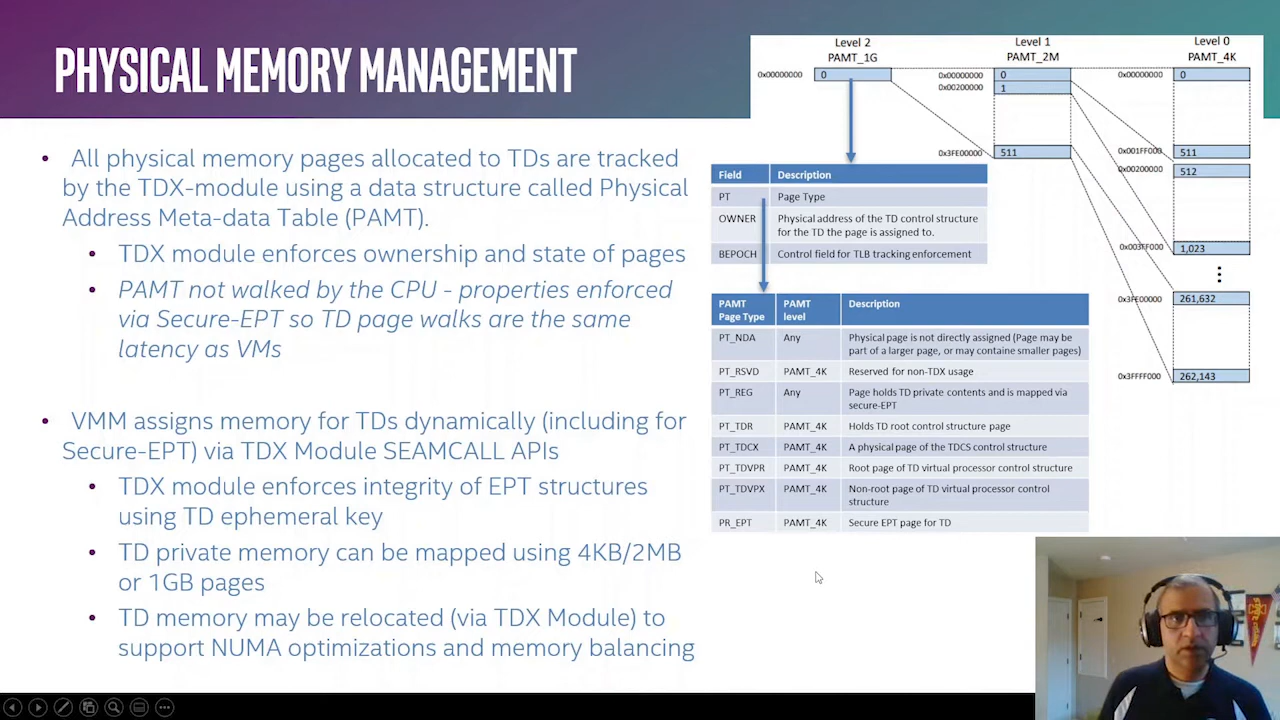 PHYSICAL MEMORY MANAGEMENT
• All physical memory pages allocated to TDs are tracked
by the TDX-module using a data structure called Physical
Address Meta-data Table (PAMT).
• TDX module enforces ownership and state of pages
• PAMT not walked by the CPU - properties enforced
via Secure-EPT so TD page walks are the same
latency as VMs
• VMM assigns memory for TDs dynamically (including for
Secure-EPT) via TDX Module SEAMCALL APIs
• TDX module enforces integrity of EPT structures
using TD ephemeral key
• TD private memory can be mapped using 4KB/2MB
or 1GB pages
• TD memory may be relocated (via TDX Module) to
support NUMA optimizations and memory balancing
Level 2
PAMT_1G
0x00000000 0
Level 1
PAMT_2M
0x00000000 0
0x00200000 1
0x3FE00000 511
Level 0
PAMT_4K
0x00000000 0
0x001FF000 511
0x00200000 512
0x003FF000 1,023
0x3FE00000 261,632
0x3FFFF000 262,143
Field Description
PT Page Type
OWNER Physical address of the TD control structure
for the TD the page is assigned to.
BEPOCH Control field for TLB tracking enforcement
PAMT PAMT Description
Page Type level
PT_NDA Any Physical page is not directly assigned (Page may be
part of a larger page, or may containe smaller pages)
PT_RSVD PAMT_4K Reserved for non-TDX usage
PT_REG Any Page holds TD private contents and is mapped via
secure-EPT
PT_TDR PAMT_4K Holds TD root control structure page
PT_TDCX PAMT_4K A physical page of the TDCS control structure
PT_TDVPR PAMT_4K Root page of TD virtual processor control structure
PT_TDVPX PAMT_4K Non-root page of TD virtual processor control
structure
PR_EPT PAMT_4K Secure EPT page for TD